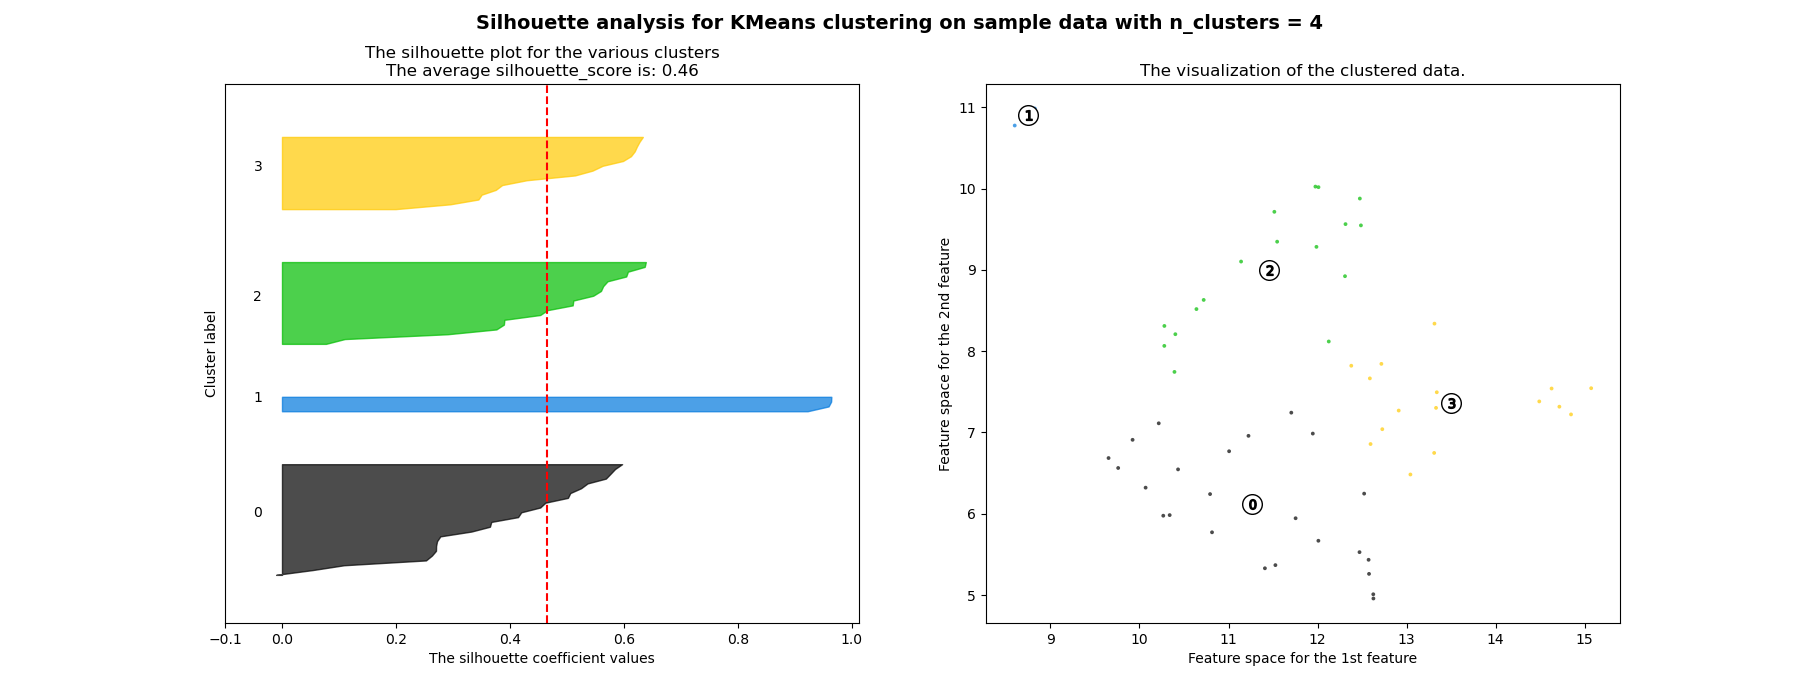 Silhouette analysis for KMeans clustering on sample data with n_clusters = 4
The silhouette plot for the various clusters
The average silhouette_score is: 0.46
3
2
1
0
Cluster label
−0.1 0.0 0.2 0.4 0.6 0.8 1.0
The silhouette coefficient values
The visualization of the clustered data.
11
10
9
8
7
6
5
Feature space for the 2nd feature
1
2
3
0
9 10 11 12 13 14 15
Feature space for the 1st feature